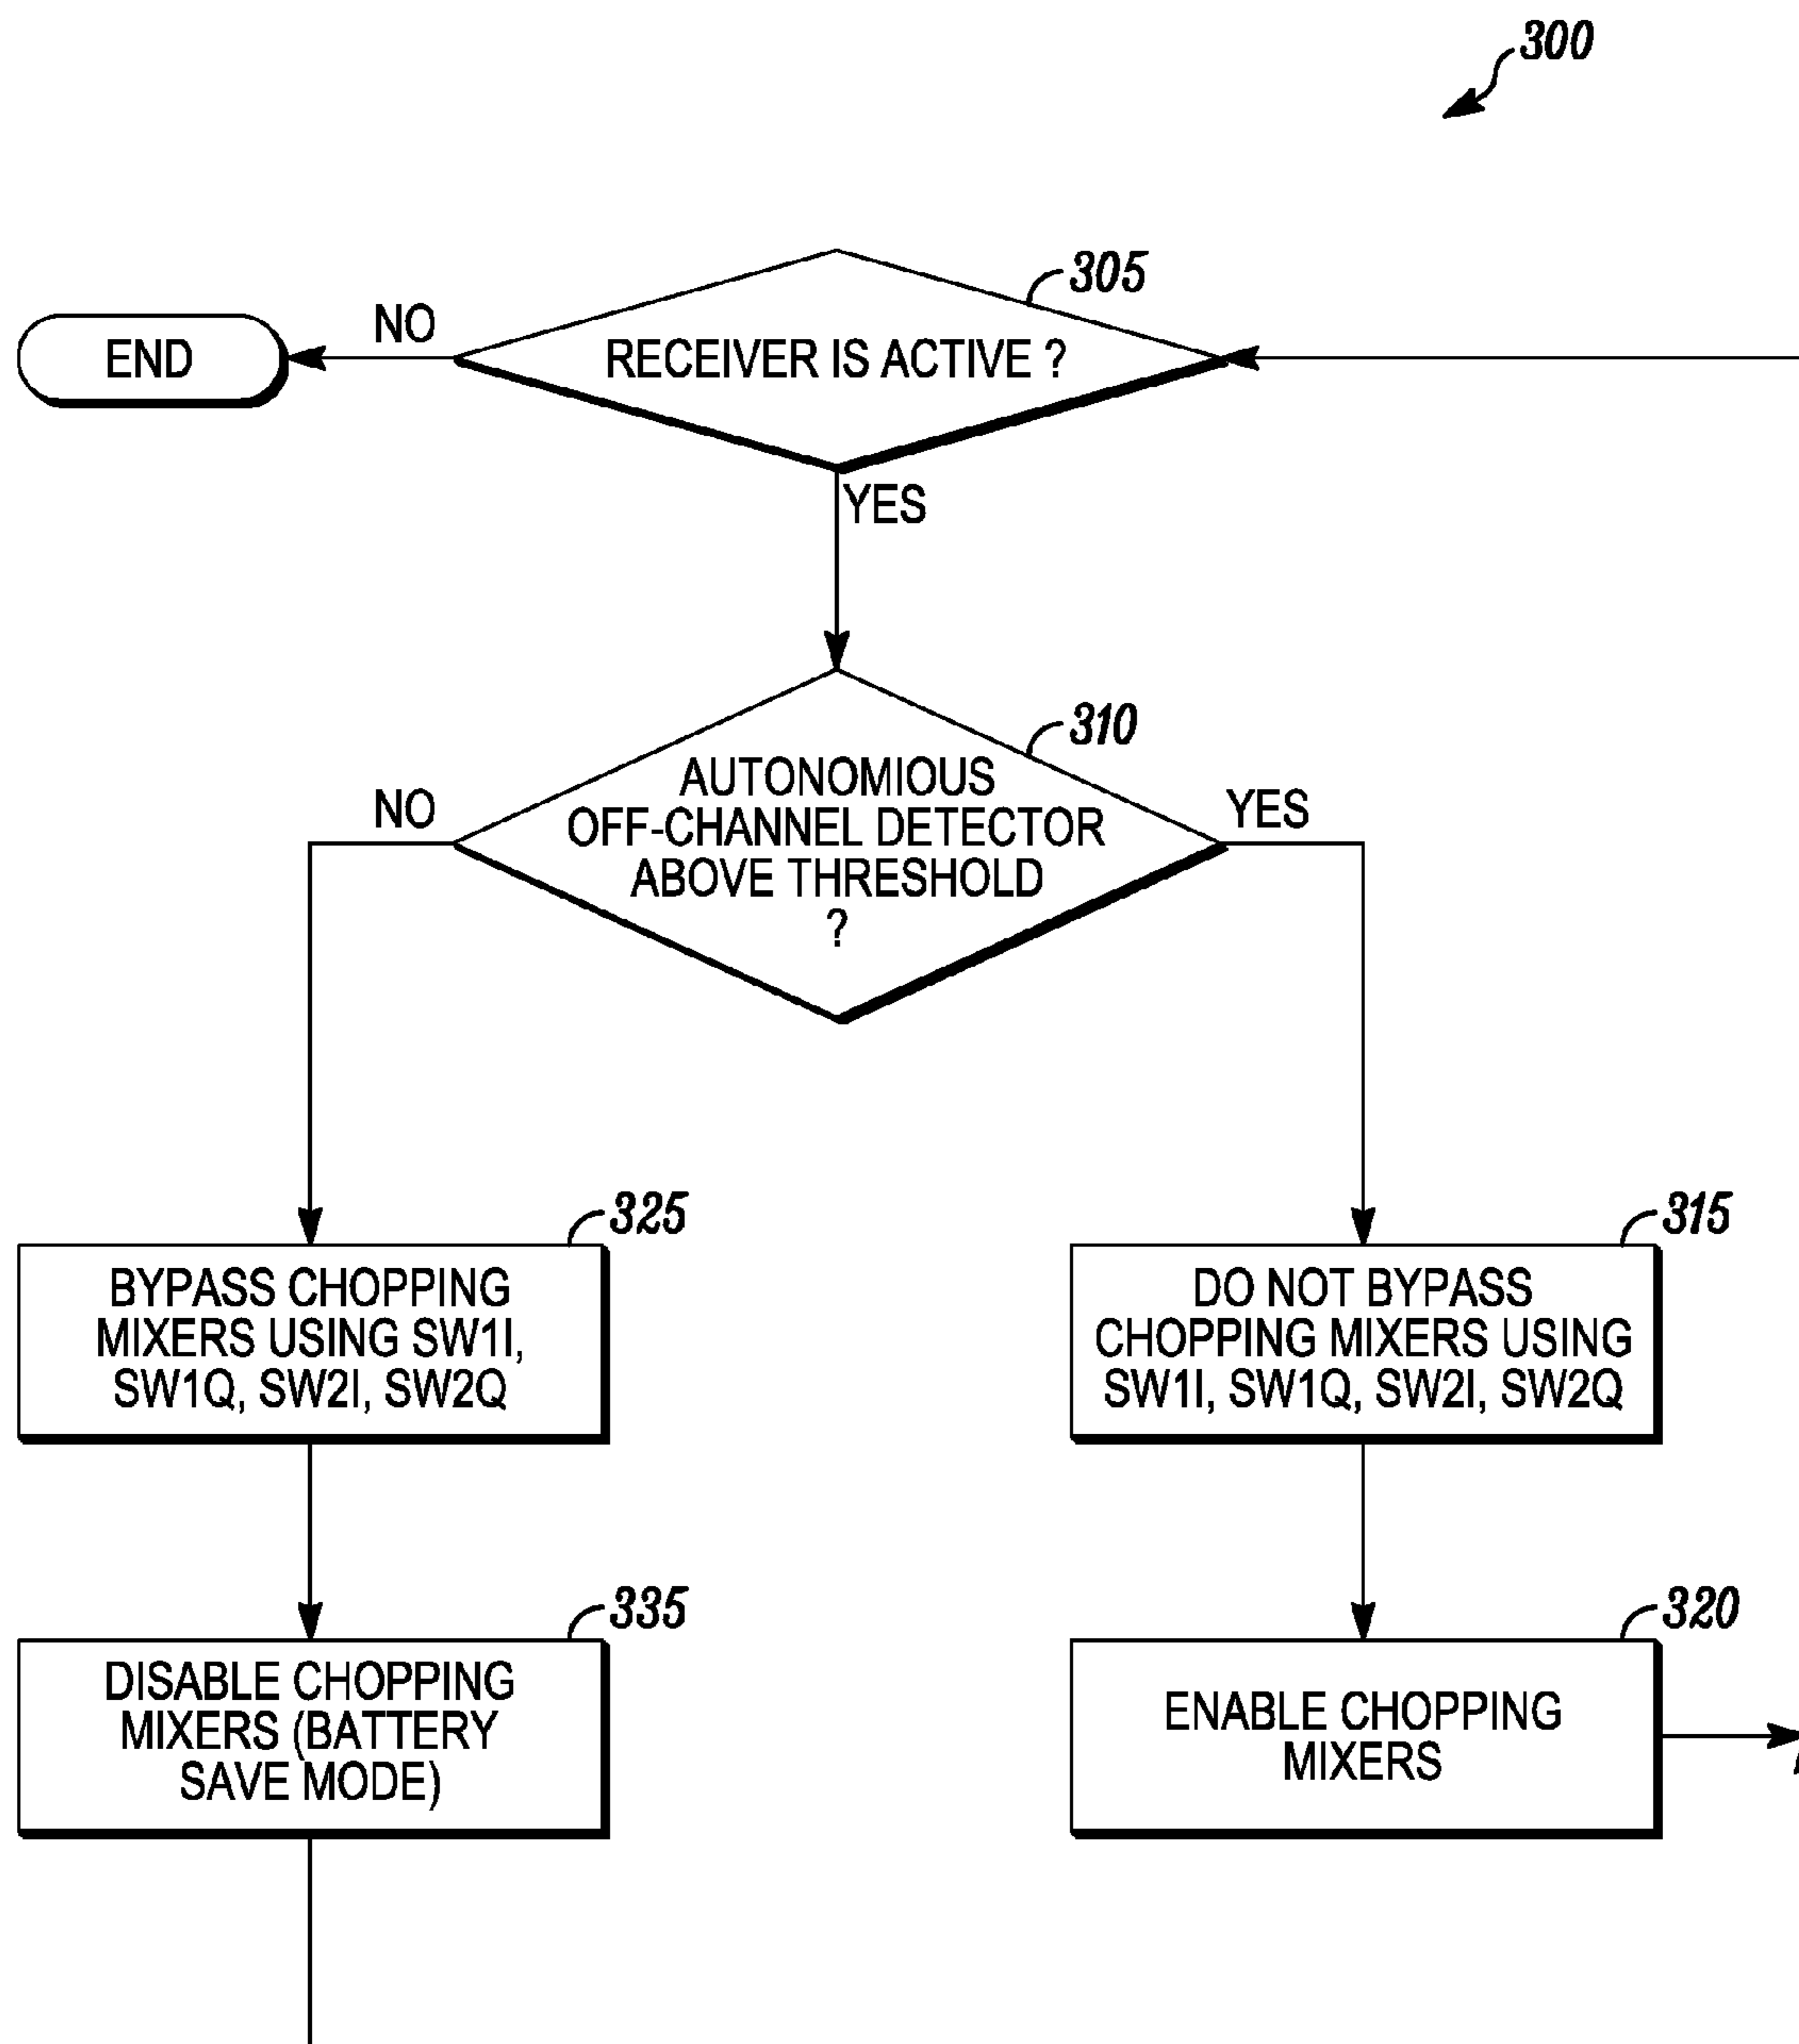 300
305
NO
END
RECEIVER IS ACTIVE ?
YES
310
AUTONOMIOUS
OFF-CHANNEL DETECTOR
ABOVE THRESHOLD
?
NO
YES
325
BYPASS CHOPPING
MIXERS USING SW1I,
SW1Q, SW2I, SW2Q
315
DO NOT BYPASS
CHOPPING MIXERS USING
SW1I, SW1Q, SW2I, SW2Q
335
DISABLE CHOPPING
MIXERS (BATTERY
SAVE MODE)
320
ENABLE CHOPPING
MIXERS